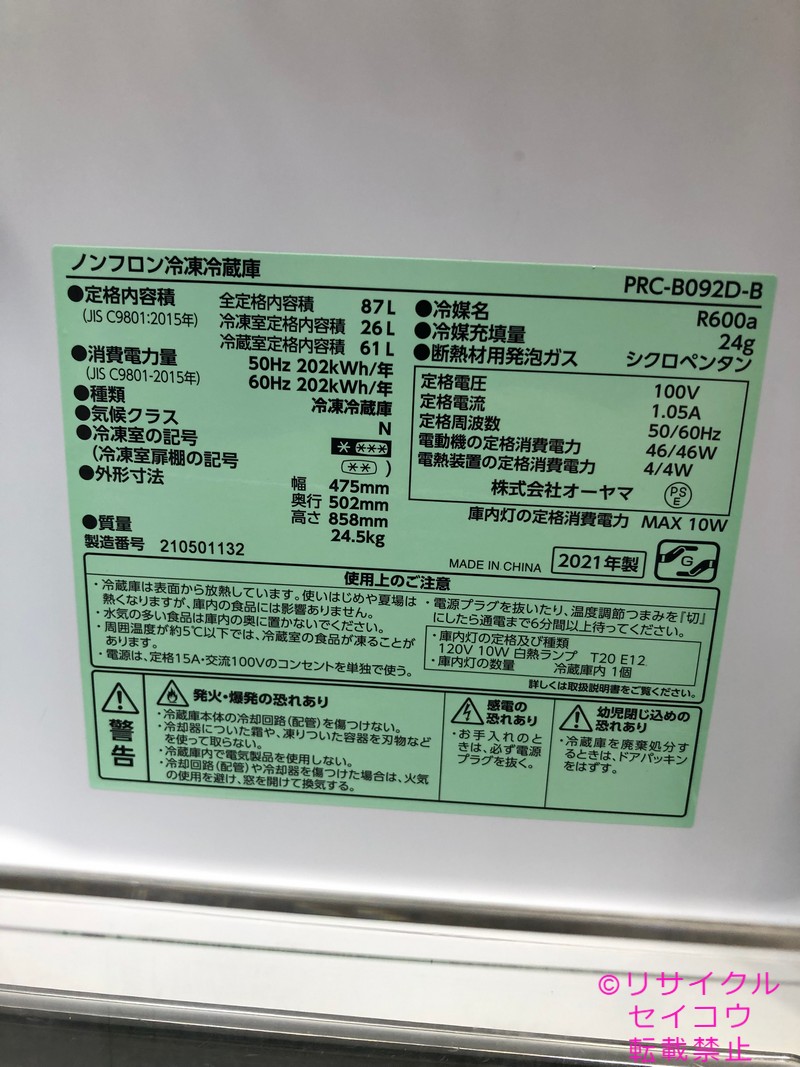 ノンフロン冷凍冷蔵庫
PRC-B092D-B
●定格内容積
(JIS C9801:2015年)
全定格内容積 87L
冷凍室定格内容積 26L
冷蔵室定格内容積 61L
●消費電力量
(JIS C9801-2015年)
50Hz 202kWh/年
60Hz 202kWh/年
●種類 冷凍冷蔵庫
●気候クラス N
●冷凍室の記号 * ***
(冷凍室扉棚の記号 ** )
●外形寸法
幅 475mm
奥行 502mm
高さ 858mm
●質量 24.5kg
製造番号 210501132
●冷媒名 R600a
●冷媒充填量 24g
●断熱材用発泡ガス シクロペンタン
定格電圧 100V
定格電流 1.05A
定格周波数 50/60Hz
電動機の定格消費電力 46/46W
電熱装置の定格消費電力 4/4W
株式会社オーヤマ PSE
庫内灯の定格消費電力 MAX 10W
MADE IN CHINA 2021年製 G
使用上のご注意
・冷蔵庫は表面から放熱しています。使いはじめや夏場は
熱くなりますが、庫内の食品には影響ありません。
・水気の多い食品は庫内の奥に置かないでください。
・周囲温度が約5℃以下では、冷蔵室の食品が凍ることが
あります。
・電源は、定格15A・交流100Vのコンセントを単独で使う。
・電源プラグを抜いたり、温度調節つまみを『切』
にしたら通電まで6分間以上待ってください。
・庫内灯の定格及び種類
120V 10W 白熱ランプ T20 E12
・庫内灯の数量 冷蔵庫内 1個
詳しくは取扱説明書をご覧ください。
警告
発火・爆発の恐れあり
・冷蔵庫本体の冷却回路(配管)を傷つけない。
・冷却器についた霜や、凍りついた容器を刃物など
を使って取らない。
・冷蔵庫内で電気製品を使用しない。
・冷却回路(配管)や冷却器を傷つけた場合は、火気
の使用を避け、窓を開けて換気する。
感電の
恐れあり
・お手入れのと
きは、必ず電源
プラグを抜く。
幼児閉じ込めの
恐れあり
・冷蔵庫を廃棄処分す
るときは、ドアパッキン
をはずす。
©リサイクル
セイコウ
転載禁止